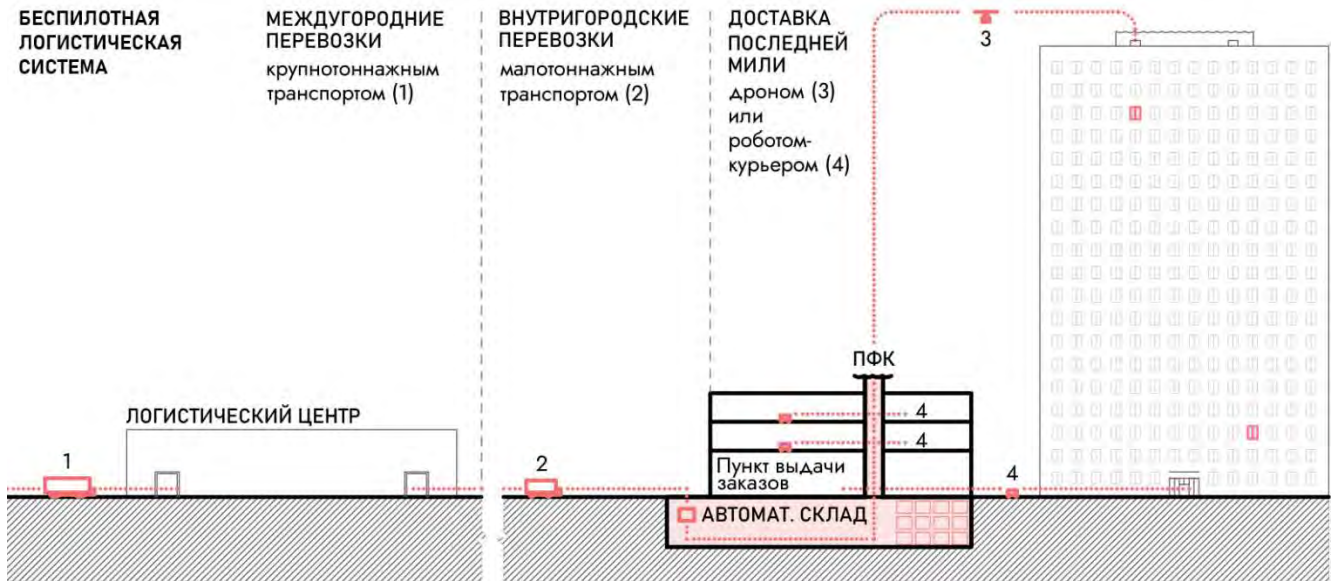 БЕСПИЛОТНАЯ
ЛОГИСТИЧЕСКАЯ
СИСТЕМА
МЕЖДУГОРОДНИЕ
ПЕРЕВОЗКИ
крупнотоннажным
транспортом (1)
ВНУТРИГОРОДСКИЕ
ПЕРЕВОЗКИ
малотоннажным
транспортом (2)
ДОСТАВКА
ПОСЛЕДНЕЙ
МИЛИ
дроном (3)
или
роботом-
курьером (4)
3
ПФК
ЛОГИСТИЧЕСКИЙ ЦЕНТР
4
4
1
2
Пункт выдачи
заказов
4
АВТОМАТ. СКЛАД